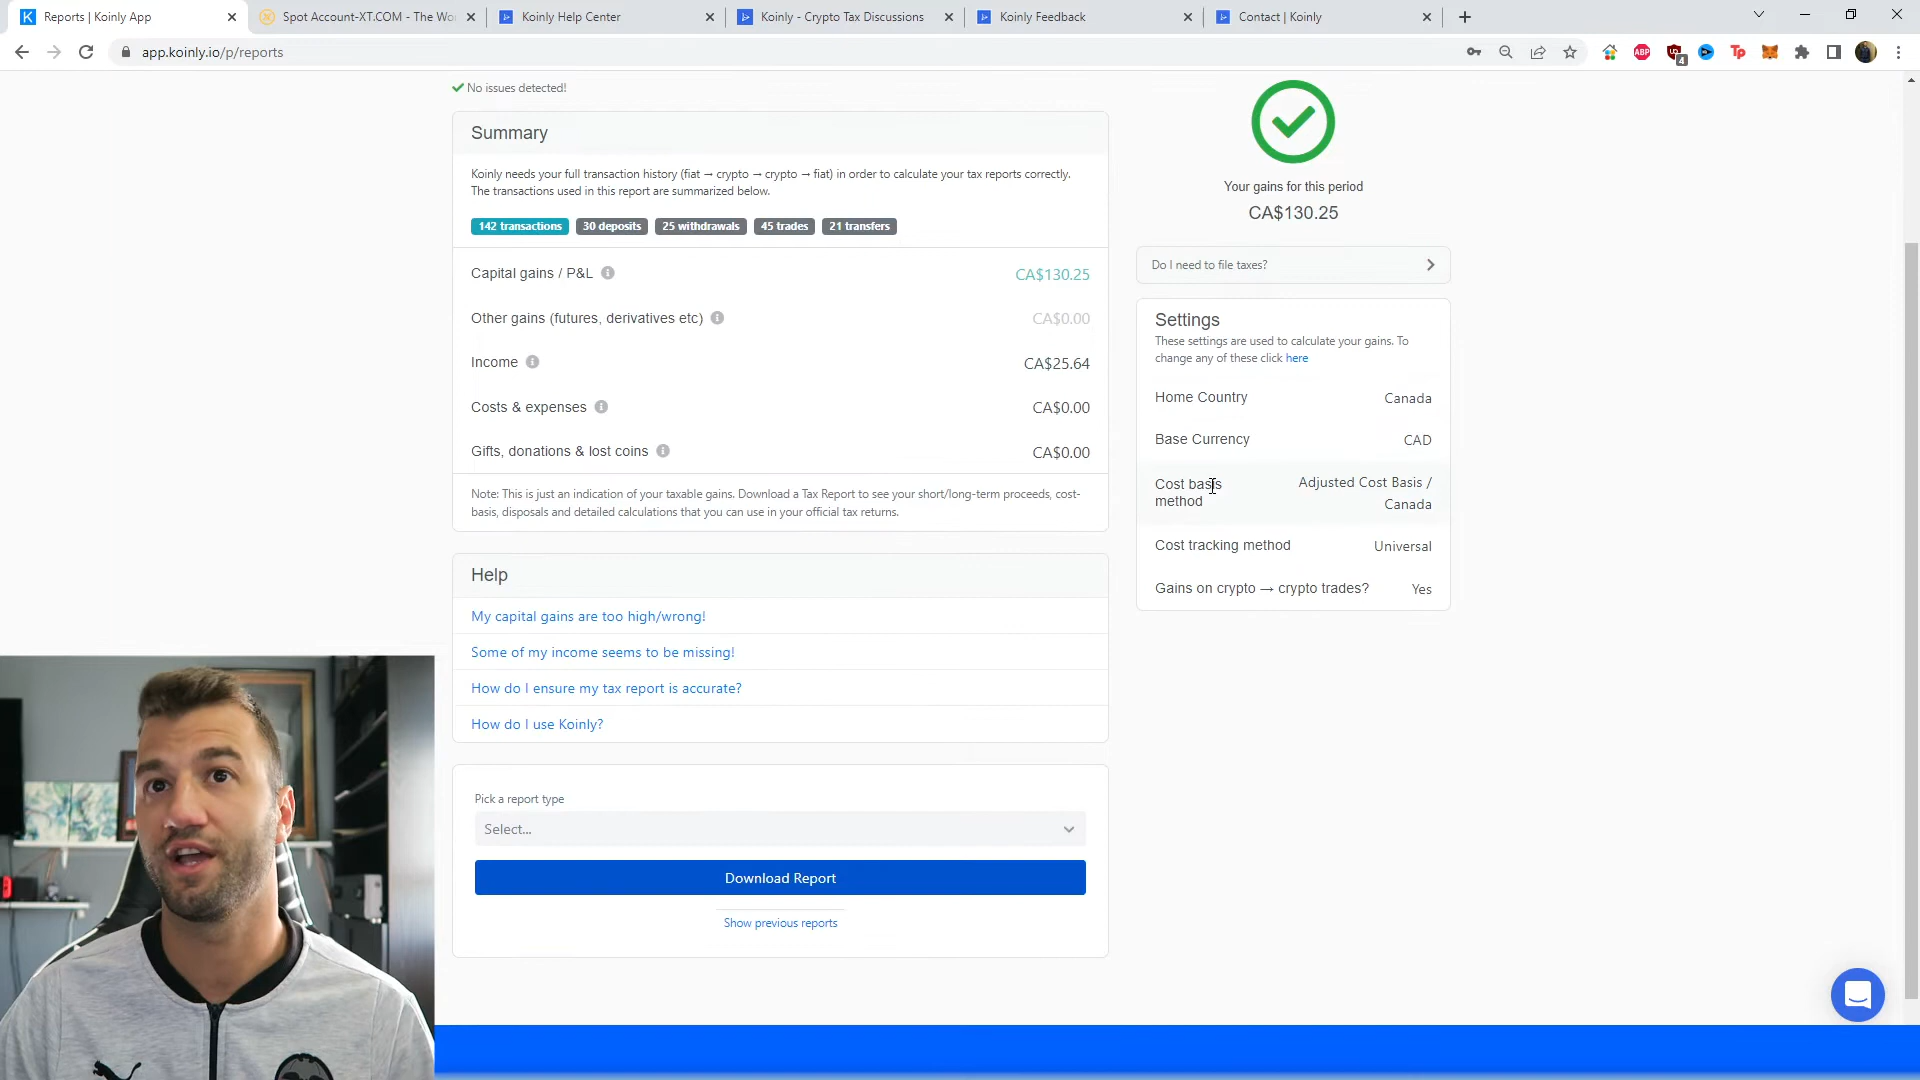 Reports | Koinly App
Spot Account-XT.COM - The Wo
Koinly Help Center
Koinly - Crypto Tax Discussions
Koinly Feedback
Contact | Koinly
app.koinly.io/p/reports
ABP
4
Tp
No issues detected!
Summary
Koinly needs your full transaction history (fiat → crypto → crypto → fiat) in order to calculate your tax reports correctly.
The transactions used in this report are summarized below.
142 transactions 30 deposits 25 withdrawals 45 trades 21 transfers
Capital gains / P&L CA$130.25
Other gains (futures, derivatives etc) CA$0.00
Income CA$25.64
Costs & expenses CA$0.00
Gifts, donations & lost coins CA$0.00
Note: This is just an indication of your taxable gains. Download a Tax Report to see your short/long-term proceeds, cost-
basis, disposals and detailed calculations that you can use in your official tax returns.
Help
My capital gains are too high/wrong!
Some of my income seems to be missing!
How do I ensure my tax report is accurate?
How do I use Koinly?
Pick a report type
Select...
Download Report
Show previous reports
Your gains for this period
CA$130.25
Do I need to file taxes?
Settings
These settings are used to calculate your gains. To
change any of these click here
Home Country Canada
Base Currency CAD
Cost basis method Adjusted Cost Basis / Canada
Cost tracking method Universal
Gains on crypto → crypto trades? Yes